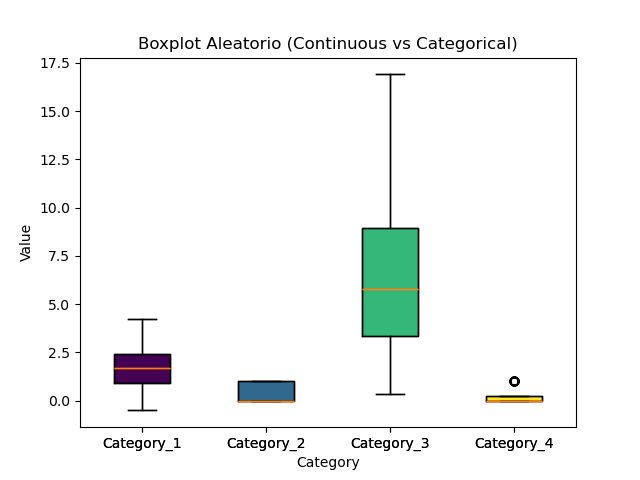 Boxplot Aleatorio (Continuous vs Categorical)
17.5
15.0
12.5
10.0
7.5
5.0
2.5
0.0
Value
Category_1 Category_2 Category_3 Category_4
Category